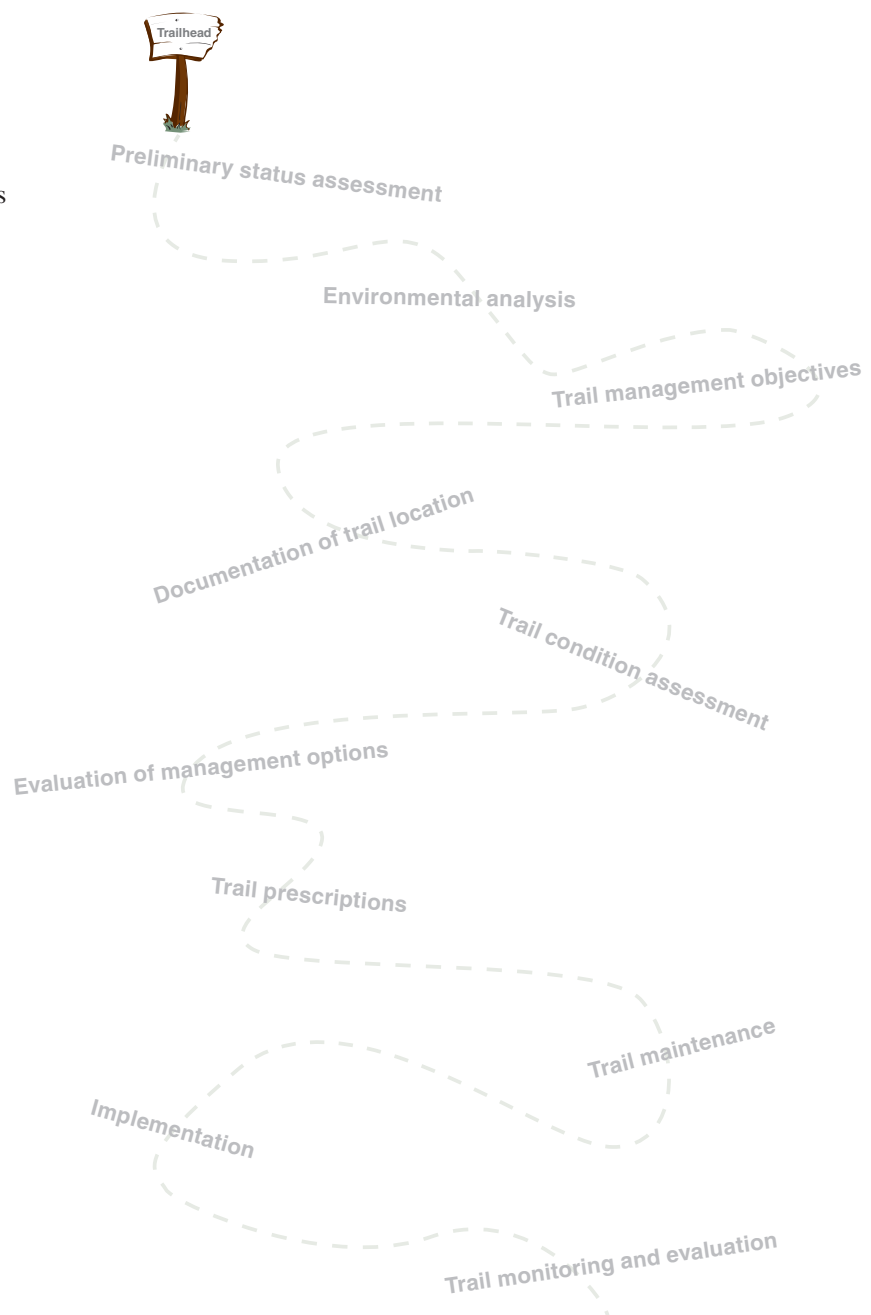 Trailhead
Preliminary status assessment
s
Environmental analysis
Trail management objectives
Documentation of trail location
Trail condition assessment
Evaluation of management options
Trail prescriptions
Trail maintenance
Implementation
Trail monitoring and evaluation